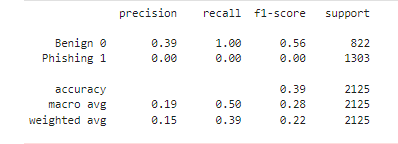 precision recall f1-score support
Benign 0 0.39 1.00 0.56 822
Phishing 1 0.00 0.00 0.00 1303
accuracy 0.39 2125
macro avg 0.19 0.50 0.28 2125
weighted avg 0.15 0.39 0.22 2125